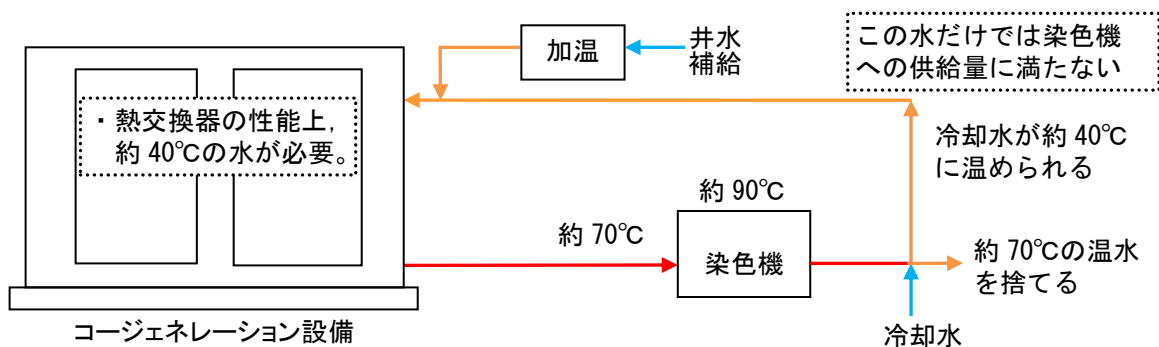 加温
井水
補給
この水だけでは染色機
への供給量に満たない
・熱交換器の性能上，
約 40℃の水が必要。
冷却水が約 40℃
に温められる
約 90℃
約 70℃
染色機
約 70℃の温水
を捨てる
コージェネレーション設備
冷却水